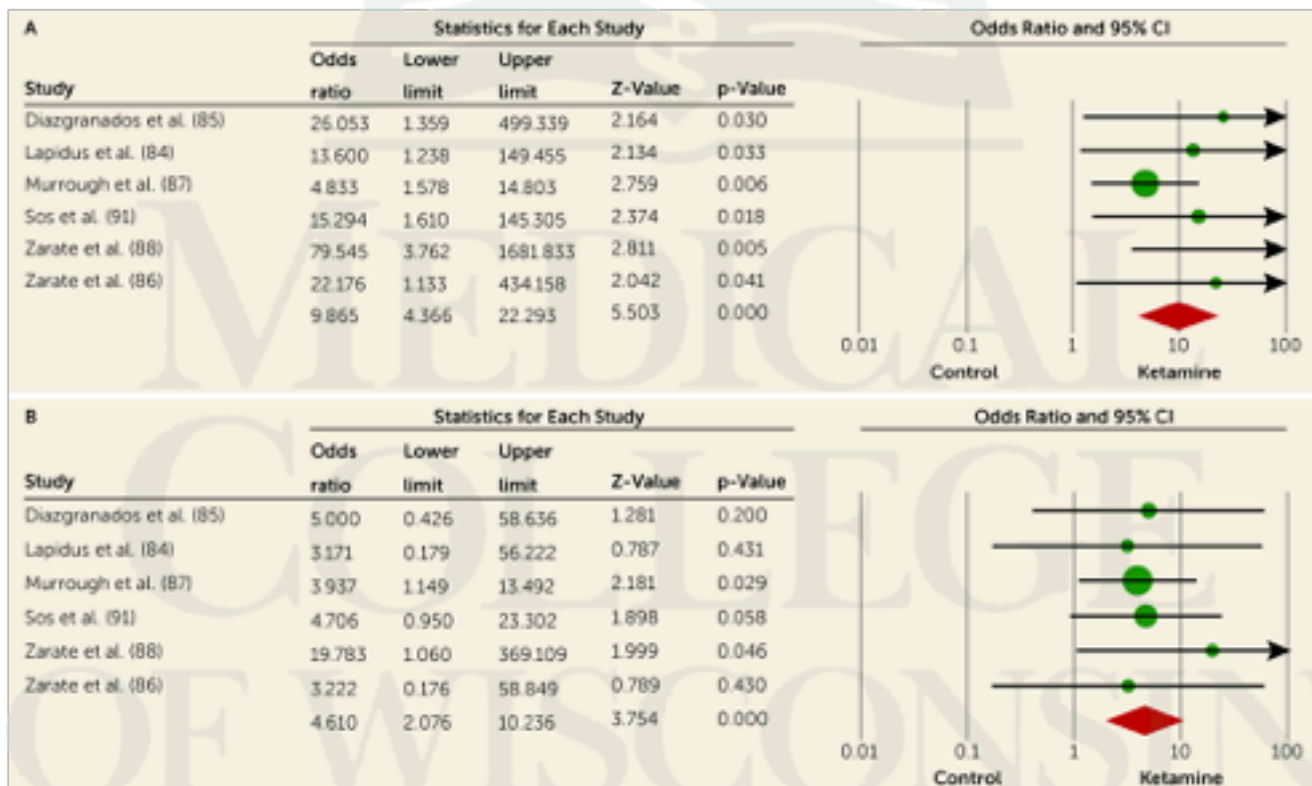 A
Statistics for Each Study
Odds Ratio and 95% CI
Odds Lower Upper
Study ratio limit limit Z-Value p-Value
Diazgranados et al. (85) 26.053 1.359 499.339 2.164 0.030
Lapidus et al. (84) 13.600 1.238 149.455 2.134 0.033
Murrough et al. (87) 4.833 1.578 14.803 2.759 0.006
Sos et al. (91) 15.294 1.610 145.305 2.374 0.018
Zarate et al. (88) 79.545 3.762 1681.833 2.811 0.005
Zarate et al. (86) 22.176 1.133 434.158 2.042 0.041
9.865 4.366 22.293 5.503 0.000
0.01 0.1 1 10 100
Control Ketamine
B
Statistics for Each Study
Odds Ratio and 95% CI
Odds Lower Upper
Study ratio limit limit Z-Value p-Value
Diazgranados et al. (85) 5.000 0.426 58.636 1.281 0.200
Lapidus et al. (84) 3.171 0.179 56.222 0.787 0.431
Murrough et al. (87) 3.937 1.149 13.492 2.181 0.029
Sos et al. (91) 4.706 0.950 23.302 1.898 0.058
Zarate et al. (88) 19.783 1.060 369.109 1.999 0.046
Zarate et al. (86) 3.222 0.176 58.849 0.789 0.430
4.610 2.076 10.236 3.754 0.000
0.01 0.1 1 10 100
Control Ketamine
MEDICAL
COLLEGE
OF WISCONSIN